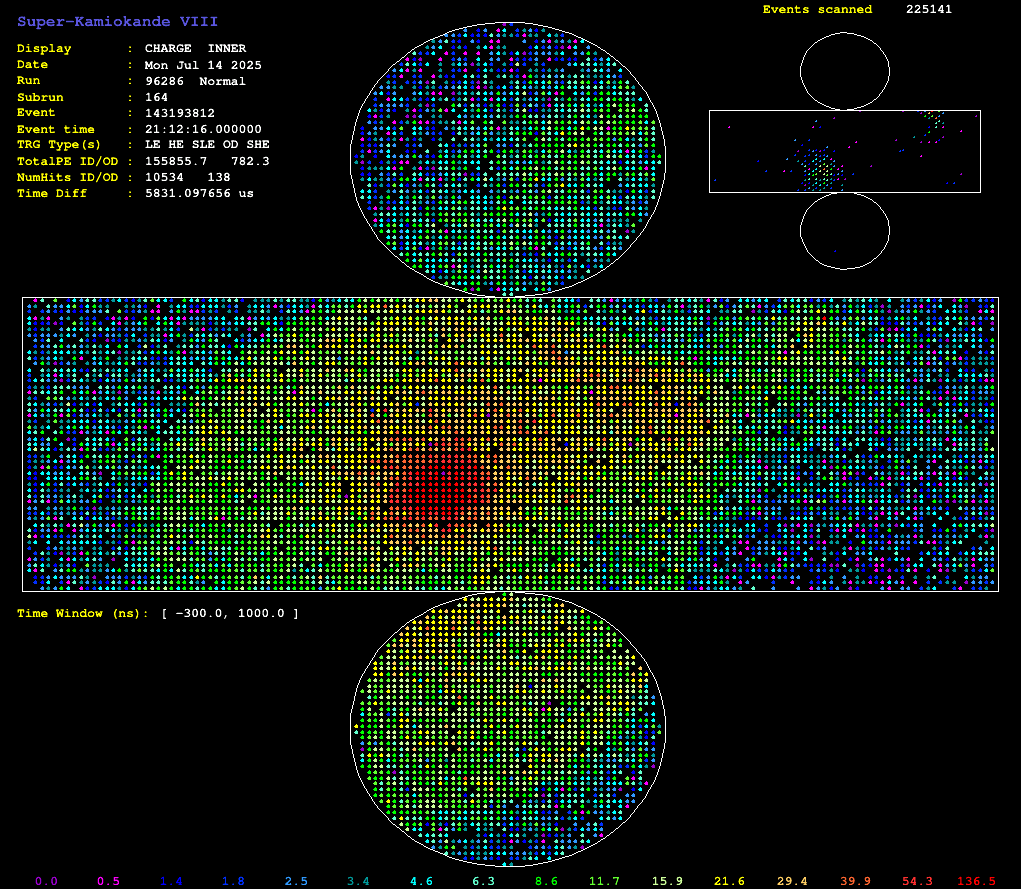 Super-Kamiokande VIII
Events scanned 225141
Display : CHARGE INNER
Date : Mon Jul 14 2025
Run : 96286 Normal
Subrun : 164
Event : 143193812
Event time : 21:12:16.000000
TRG Type(s) : LE HE SLE OD SHE
TotalPE ID/OD : 155855.7 782.3
NumHits ID/OD : 10534 138
Time Diff : 5831.097656 us
Time Window (ns): [ -300.0, 1000.0 ]
0.0 0.5 1.4 1.8 2.5 3.4 4.6 6.3 8.6 11.7 15.9 21.6 29.4 39.9 54.3 136.5